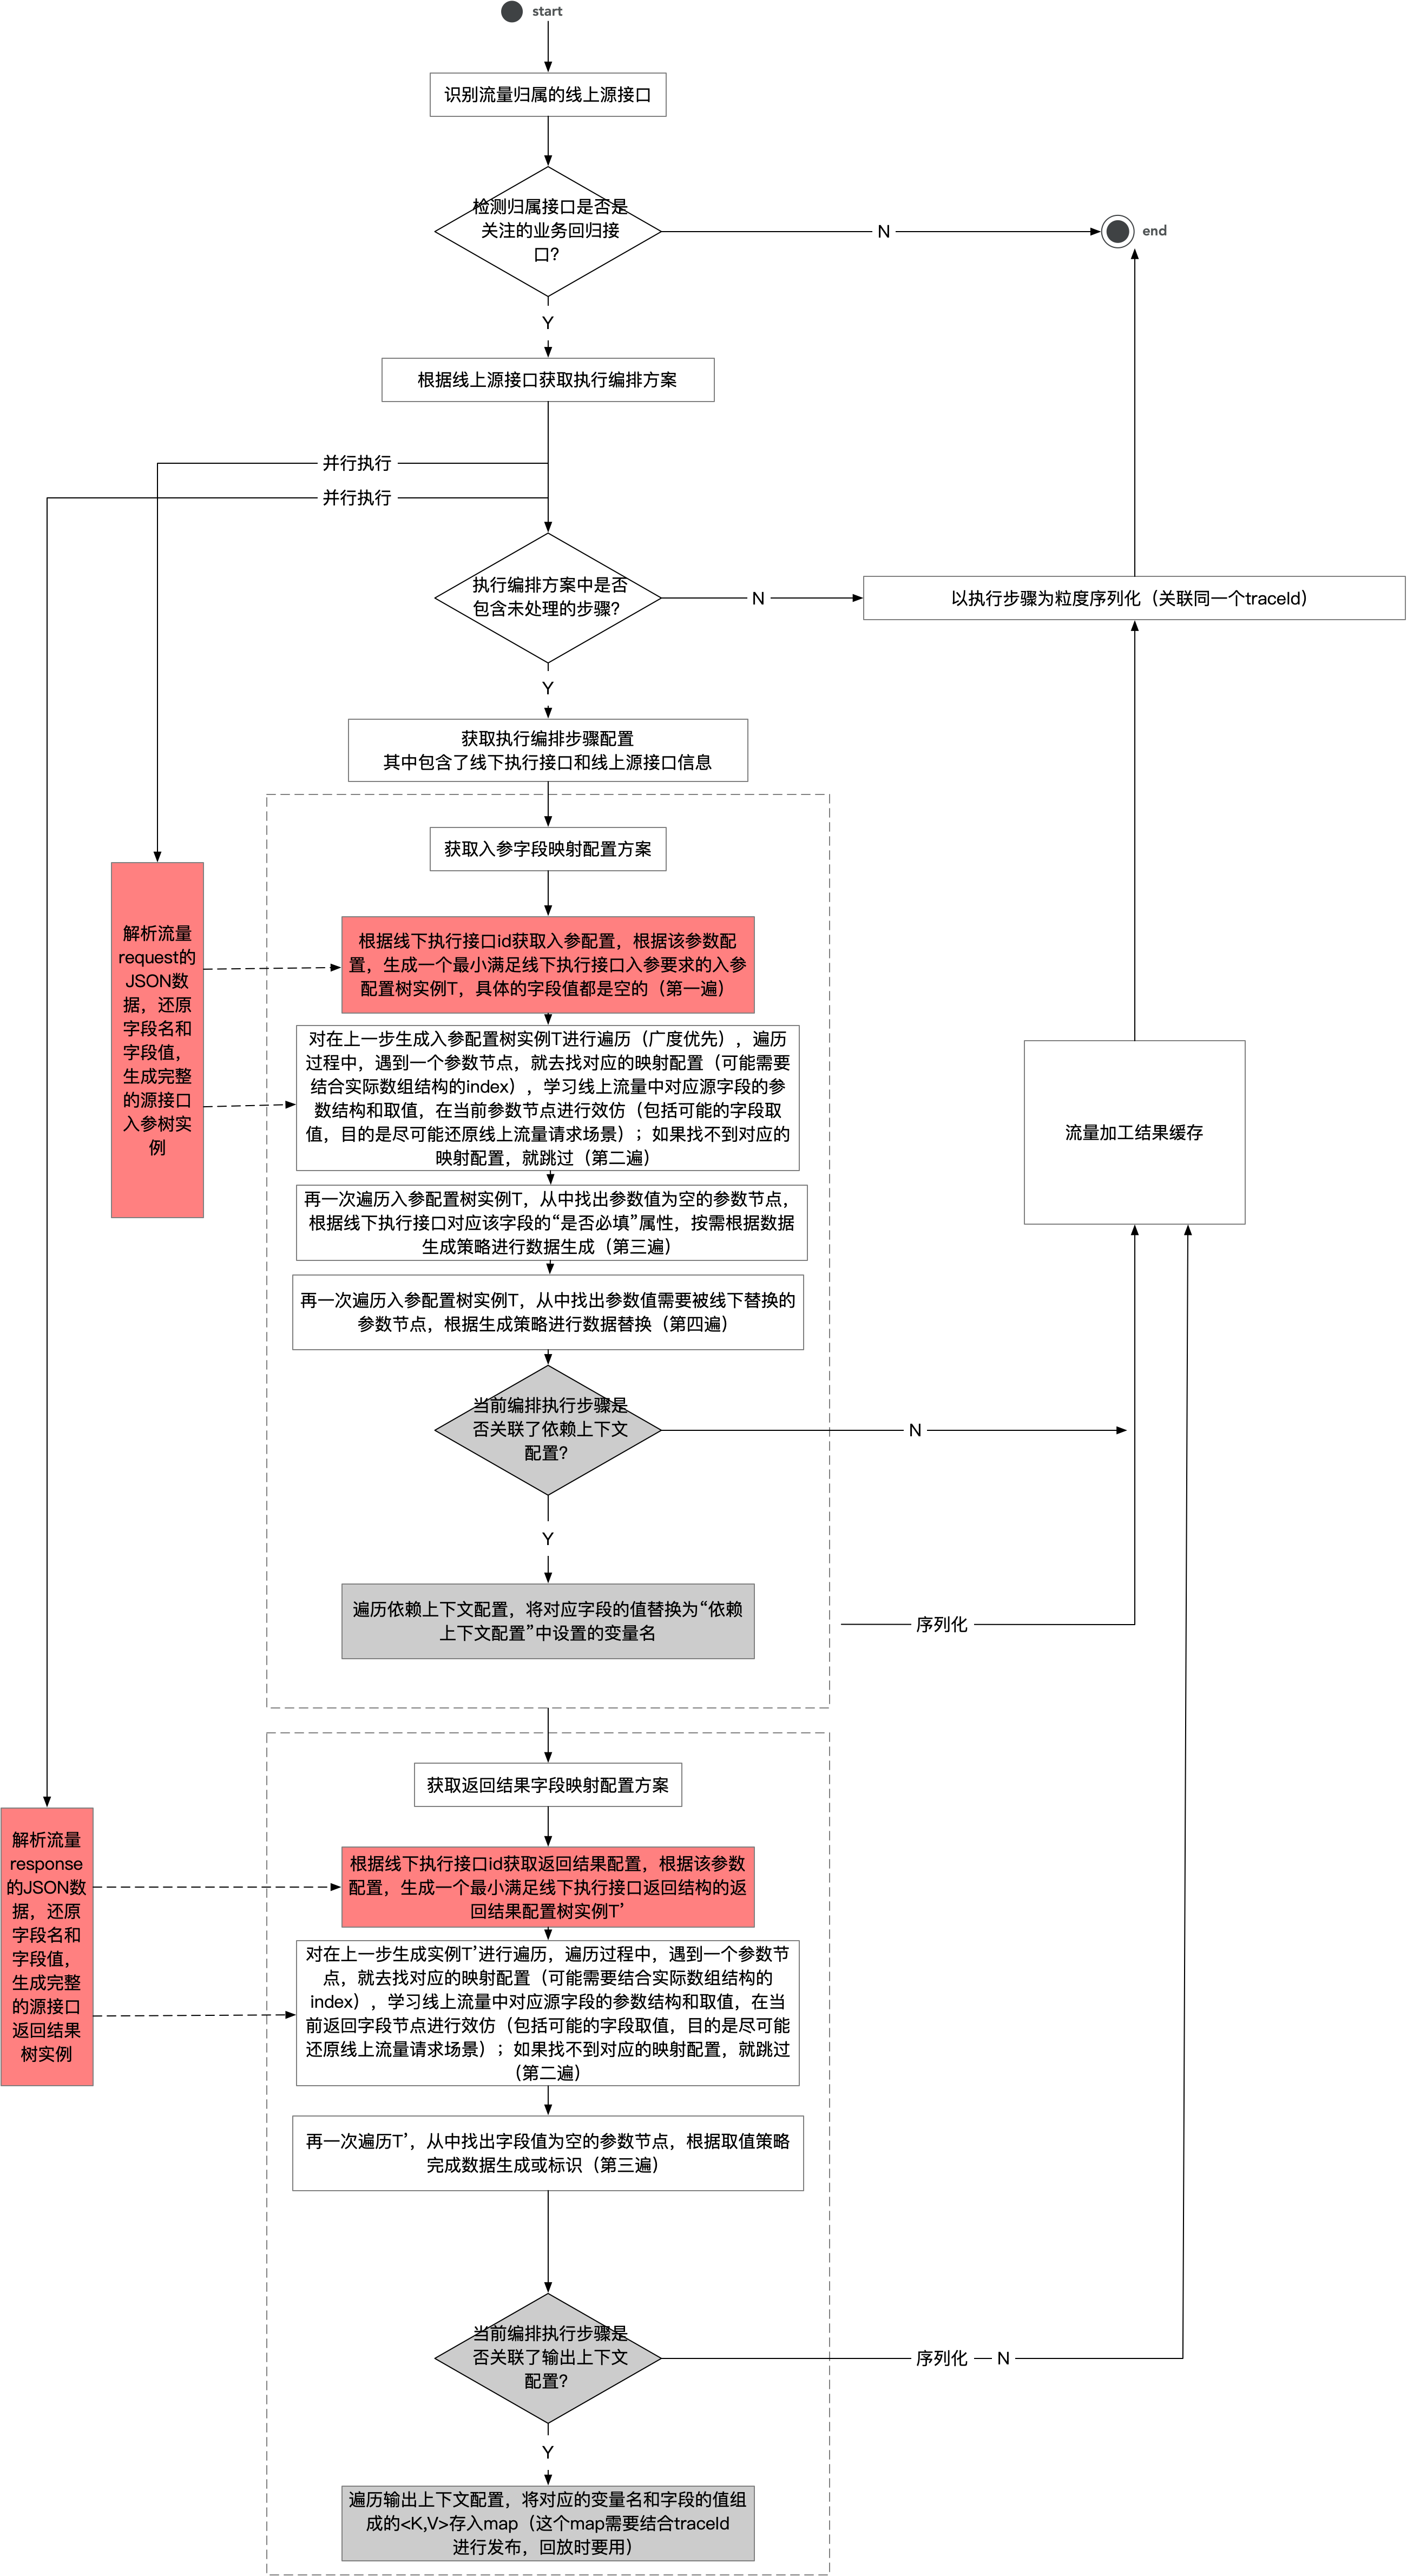 start
识别流量归属的线上源接口
检测归属接口是否是
关注的业务回归接
口？
N
end
Y
根据线上源接口获取执行编排方案
并行执行
并行执行
执行编排方案中是否
包含未处理的步骤？
N
以执行步骤为粒度序列化（关联同一个traceId）
Y
获取执行编排步骤配置
其中包含了线下执行接口和线上源接口信息
获取入参字段映射配置方案
解析流量
request的
JSON数
据，还原
字段名和
字段值，
生成完整
的源接口
入参树实
例
根据线下执行接口id获取入参配置，根据该参数配
置，生成一个最小满足线下执行接口入参要求的入参
配置树实例T，具体的字段值都是空的（第一遍）
对在上一步生成入参配置树实例T进行遍历（广度优先），遍历
过程中，遇到一个参数节点，就去找对应的映射配置（可能需要
结合实际数组结构的index），学习线上流量中对应源字段的参
数结构和取值，在当前参数节点进行效仿（包括可能的字段取
值，目的是尽可能还原线上流量请求场景）；如果找不到对应的
映射配置，就跳过（第二遍）
流量加工结果缓存
再一次遍历入参配置树实例T，从中找出参数值为空的参数节点，
根据线下执行接口对应该字段的“是否必填”属性，按需根据数据
生成策略进行数据生成（第三遍）
再一次遍历入参配置树实例T，从中找出参数值需要被线下替换的
参数节点，根据生成策略进行数据替换（第四遍）
当前编排执行步骤是
否关联了依赖上下文
配置？
N
Y
遍历依赖上下文配置，将对应字段的值替换为“依赖
上下文配置”中设置的变量名
序列化
获取返回结果字段映射配置方案
解析流量
response
的JSON数
据，还原
字段名和
字段值，
生成完整
的源接口
返回结果
树实例
根据线下执行接口id获取返回结果配置，根据该参数
配置，生成一个最小满足线下执行接口返回结构的返
回结果配置树实例T’
对在上一步生成实例T’进行遍历，遍历过程中，遇到一个参数节
点，就去找对应的映射配置（可能需要结合实际数组结构的
index），学习线上流量中对应源字段的参数结构和取值，在当
前返回字段节点进行效仿（包括可能的字段取值，目的是尽可能
还原线上流量请求场景）；如果找不到对应的映射配置，就跳过
（第二遍）
再一次遍历T’，从中找出字段值为空的参数节点，根据取值策略
完成数据生成或标识（第三遍）
当前编排执行步骤是
否关联了输出上下文
配置？
序列化
N
Y
遍历输出上下文配置，将对应的变量名和字段的值组
成的<K,V>存入map（这个map需要结合traceId
进行发布，回放时要用）